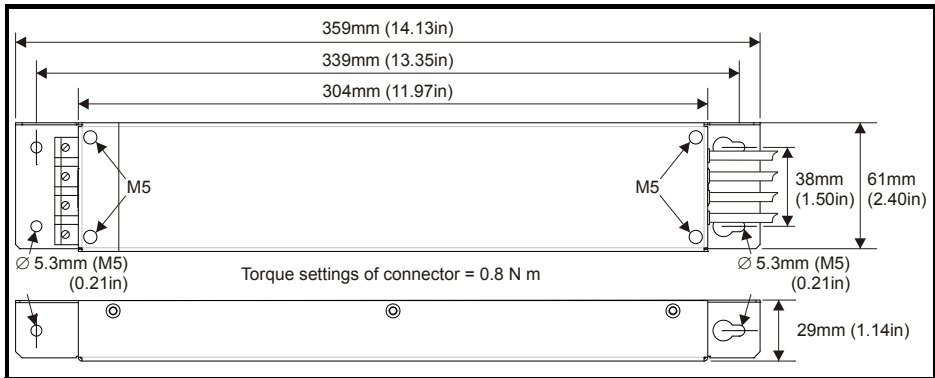 359mm (14.13in)
339mm (13.35in)
304mm (11.97in)
M5
M5
38mm
(1.50in)
61mm
(2.40in)
∅ 5.3mm (M5)
(0.21in)
Torque settings of connector = 0.8 N m
∅ 5.3mm (M5)
(0.21in)
29mm (1.14in)